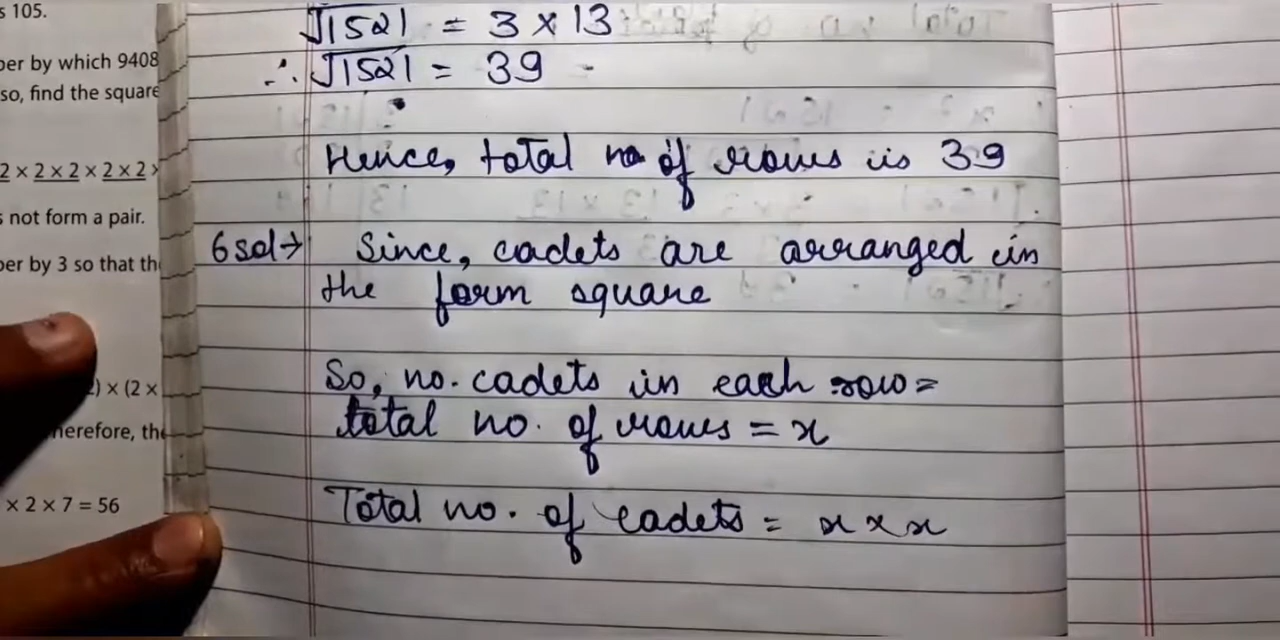 s 105.
ber by which 9408
so, find the square
2 × 2 × 2 × 2 × 2 ×
not form a pair.
per by 3 so that th
) × (2 ×
herefore, the
× 2 × 7 = 56
√1521 = 3 × 13
∴ √1521 = 39
Hence, total no of rows is 39
6 sol→ Since, cadets are arranged in
the form square
So, no. cadets in each row =
total no. of rows = x
Total no. of cadets = x × x